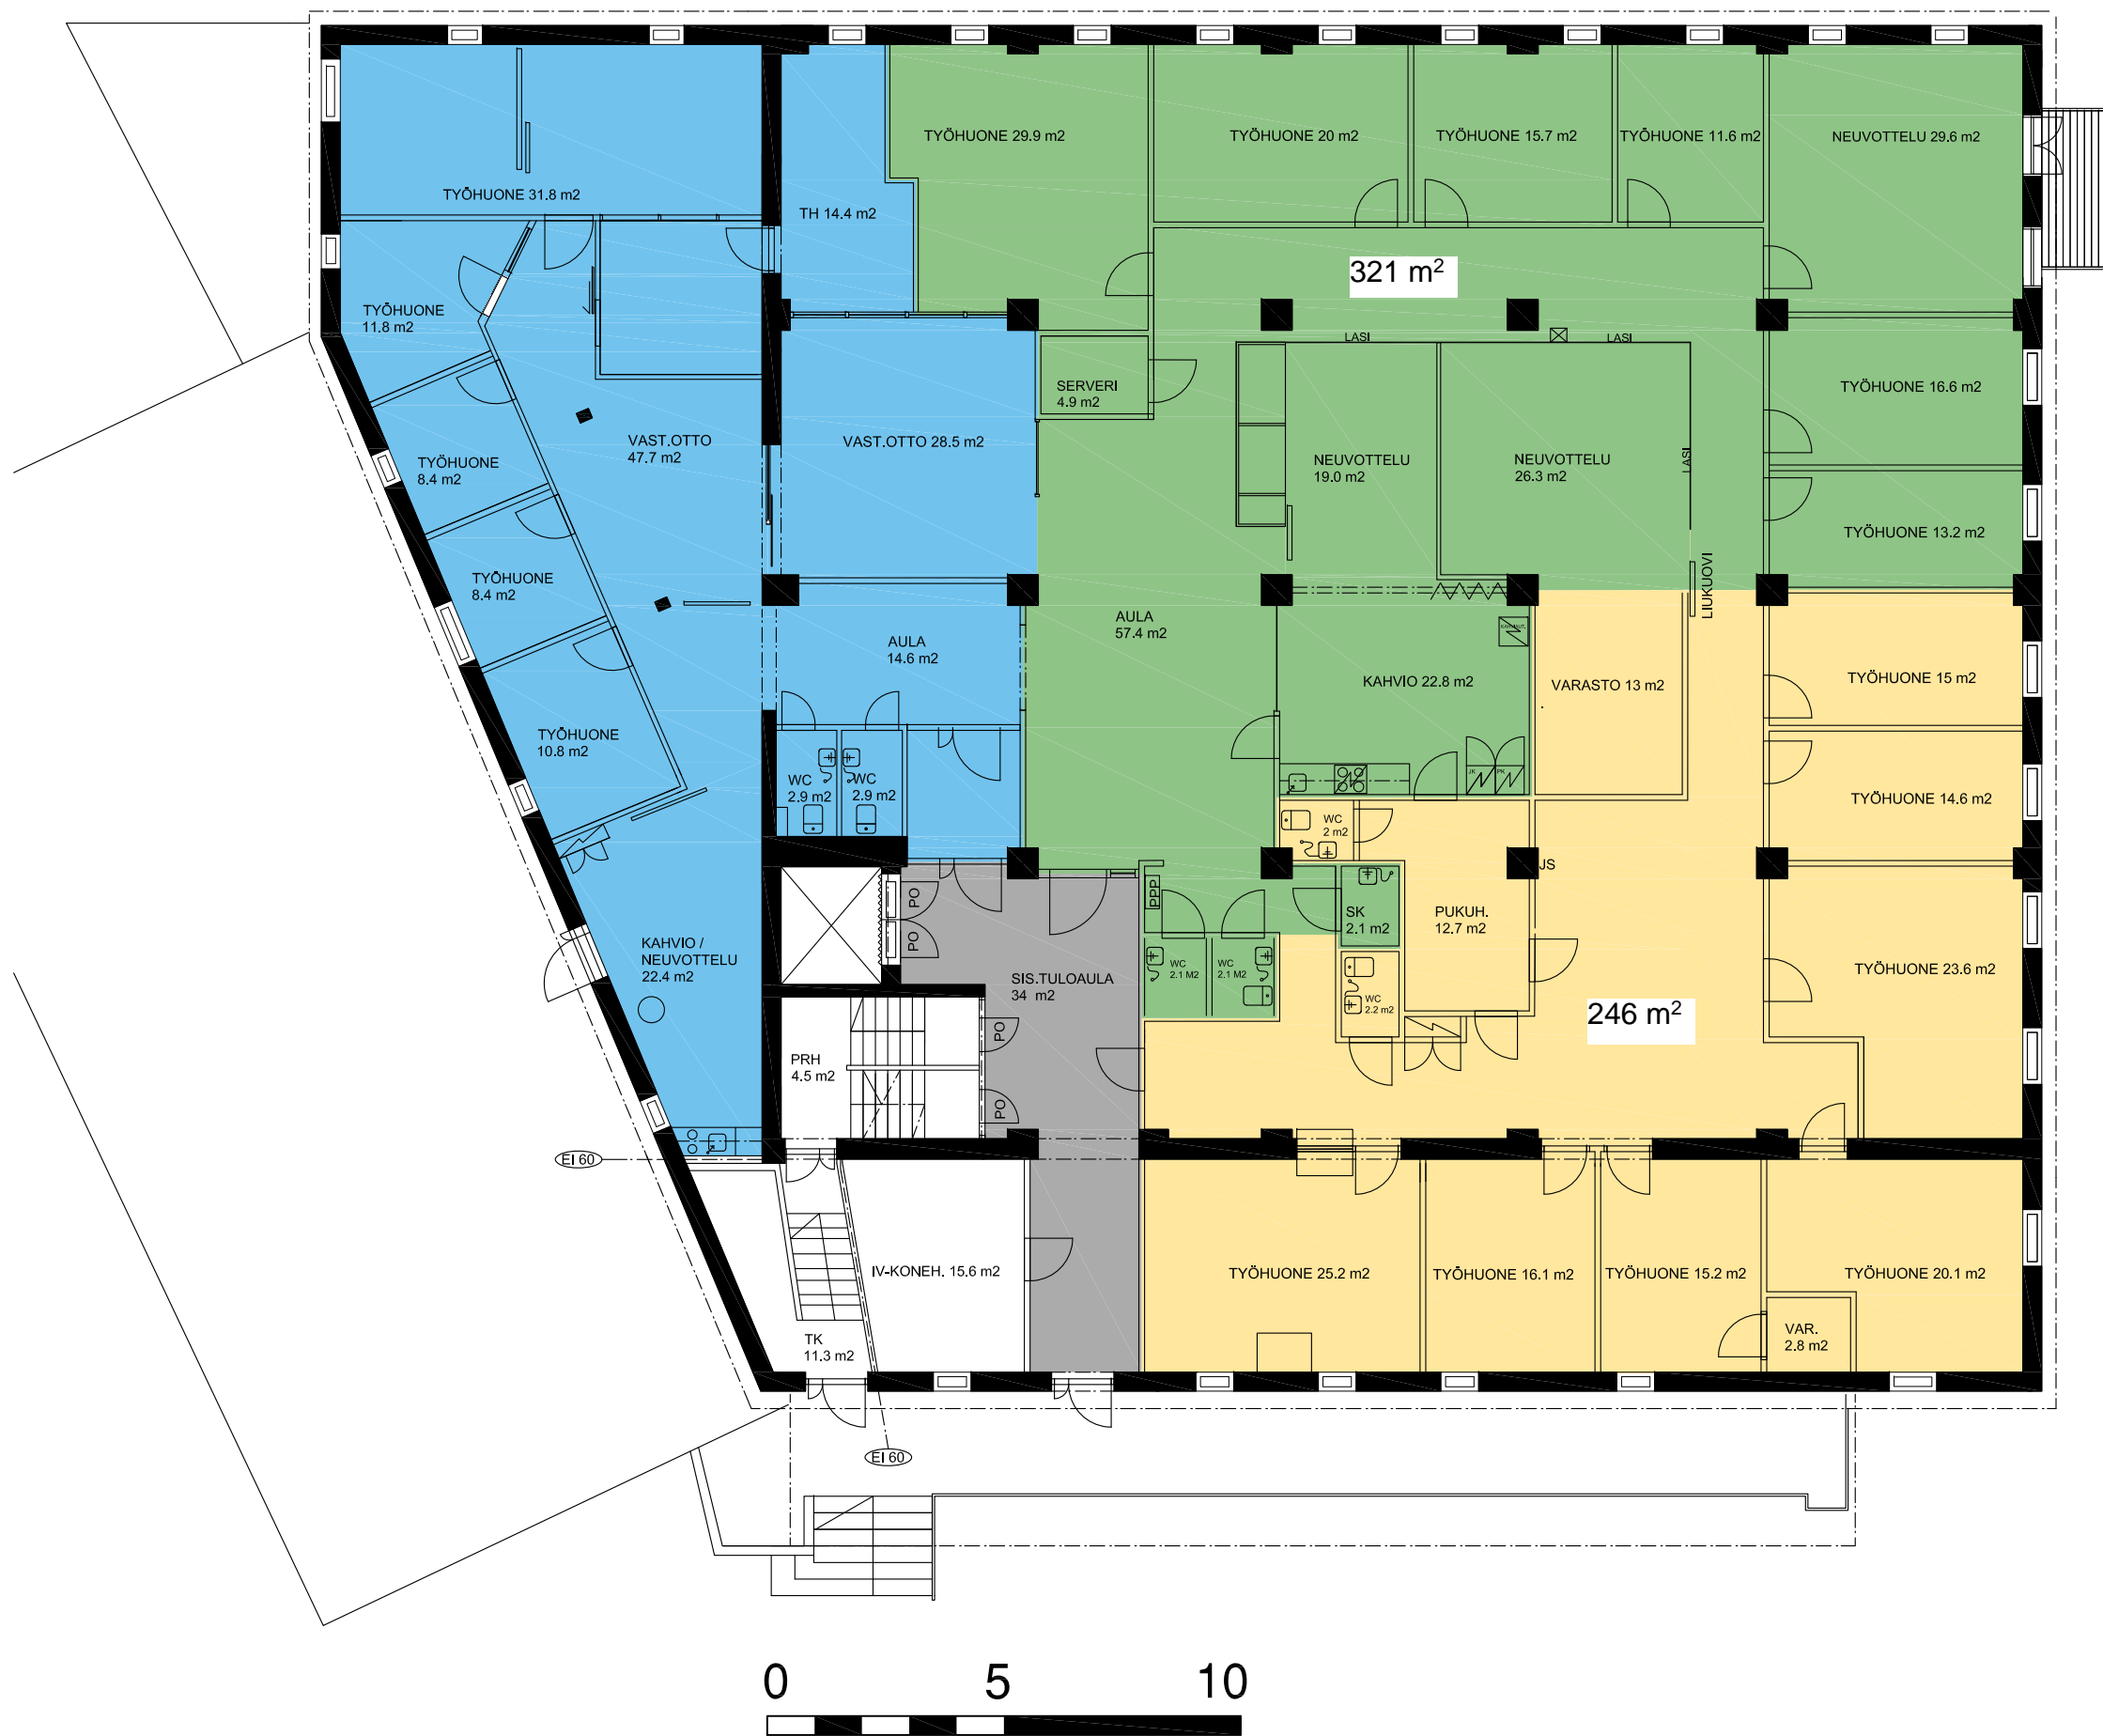 TYÖHUONE 29.9 m2
TYÖHUONE 20 m2
TYÖHUONE 15.7 m2
TYÖHUONE 11.6 m2
NEUVOTTELU 29.6 m2
TYÖHUONE 31.8 m2
TH 14.4 m2
321 m²
TYÖHUONE
11.8 m2
LASI
LASI
SERVERI
4.9 m2
TYÖHUONE 16.6 m2
VAST.OTTO
47.7 m2
VAST.OTTO 28.5 m2
NEUVOTTELU
19.0 m2
NEUVOTTELU
26.3 m2
LASI
TYÖHUONE
8.4 m2
TYÖHUONE 13.2 m2
LIUKUOVI
TYÖHUONE
8.4 m2
AULA
57.4 m2
AULA
14.6 m2
KAHVIO 22.8 m2
VARASTO 13 m2
TYÖHUONE 15 m2
TYÖHUONE
10.8 m2
WC
2.9 m2
WC
2.9 m2
JK
PK
TYÖHUONE 14.6 m2
WC
2 m2
JS
PO
PO
PPP
SK
2.1 m2
PUKUH.
12.7 m2
KAHVIO /
NEUVOTTELU
22.4 m2
SIS.TULOAULA
34 m2
WC
2.1 M2
WC
2.1 M2
WC
2.2 m2
TYÖHUONE 23.6 m2
246 m²
PRH
4.5 m2
PO
PO
EI 60
IV-KONEH. 15.6 m2
TYÖHUONE 25.2 m2
TYÖHUONE 16.1 m2
TYÖHUONE 15.2 m2
TYÖHUONE 20.1 m2
TK
11.3 m2
VAR.
2.8 m2
EI 60
0 5 10